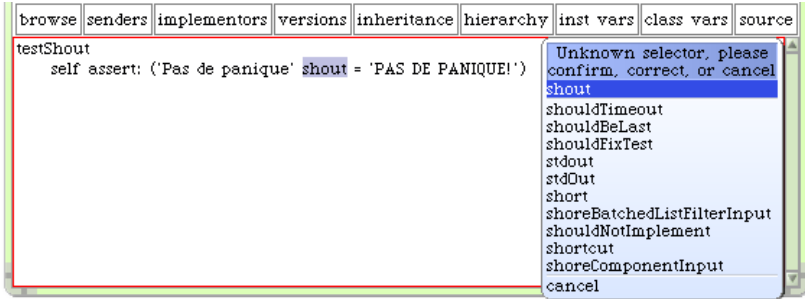 browse senders implementors versions inheritance hierarchy inst vars class vars source
testShout
self assert: ('Pas de panique' shout = 'PAS DE PANIQUE!')
Unknown selector, please
confirm, correct, or cancel
shout
shouldTimeout
shouldBeLast
shouldFixTest
stdout
stdOut
short
shoreBatchedListFilterInput
shouldNotImplement
shortcut
shoreComponentInput
cancel